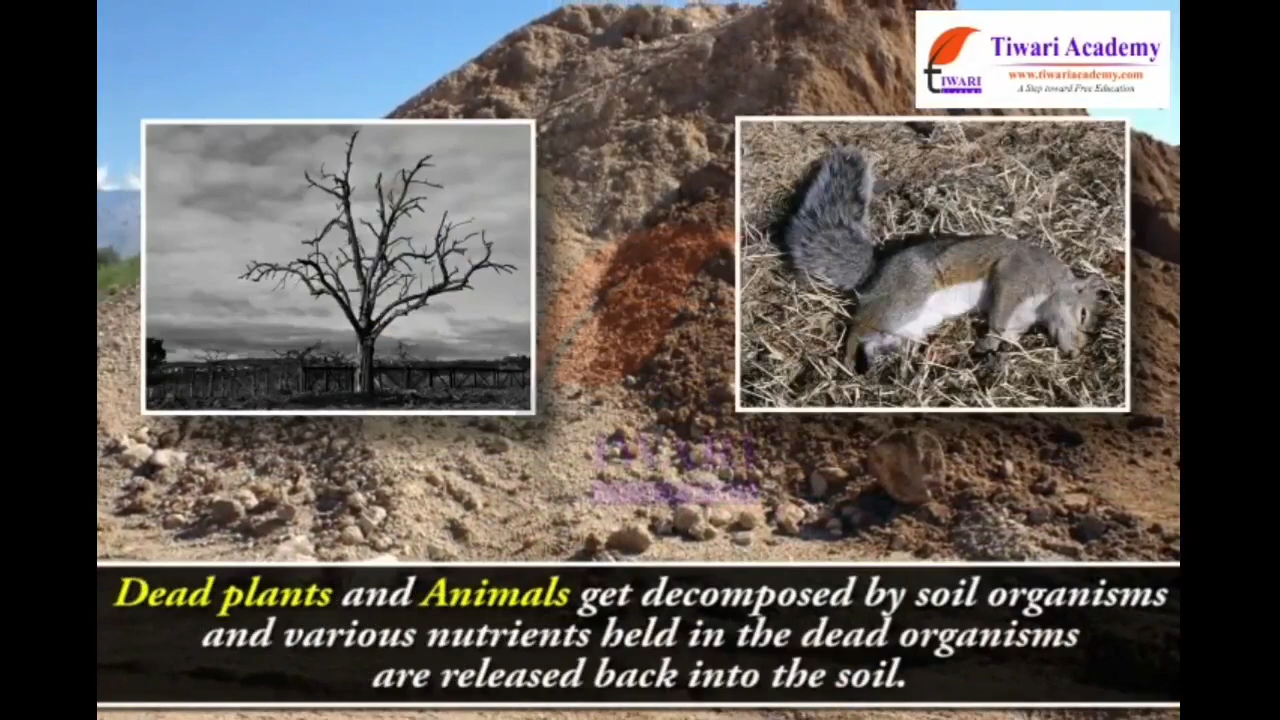 Tiwari Academy
www.tiwariacademy.com
A Step toward Free Education
tIWARI
ACADEMY
Dead plants and Animals get decomposed by soil organisms
and various nutrients held in the dead organisms
are released back into the soil.